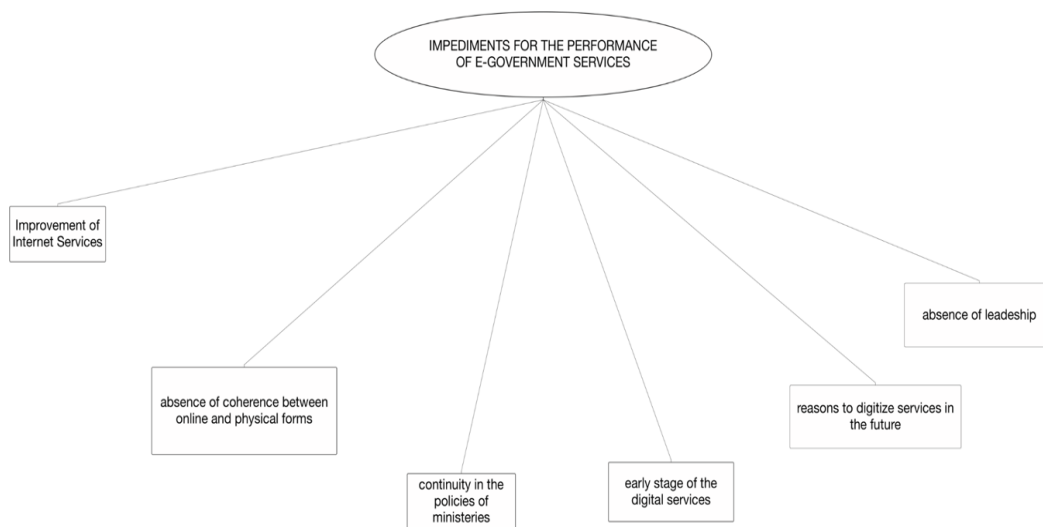 IMPEDIMENTS FOR THE PERFORMANCE
OF E-GOVERNMENT SERVICES
Improvement of
Internet Services
absence of leadeship
absence of coherence between
online and physical forms
reasons to digitize services in
the future
continuity in the
policies of
ministeries
early stage of the
digital services